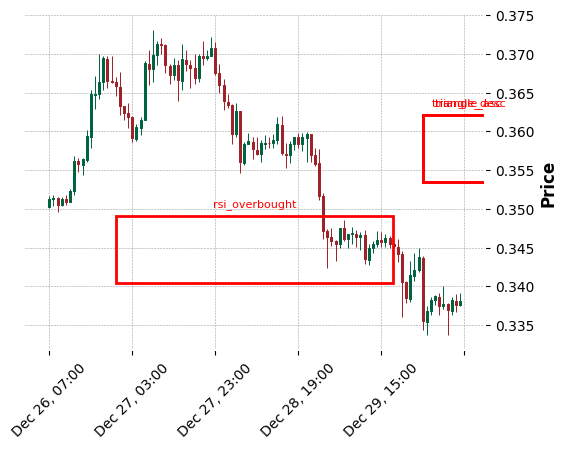 0.375
0.370
0.365
triangle_desc
0.360
0.355
Price
rsi_overbought
0.350
0.345
0.340
0.335
Dec 26, 07:00
Dec 27, 03:00
Dec 27, 23:00
Dec 28, 19:00
Dec 29, 15:00